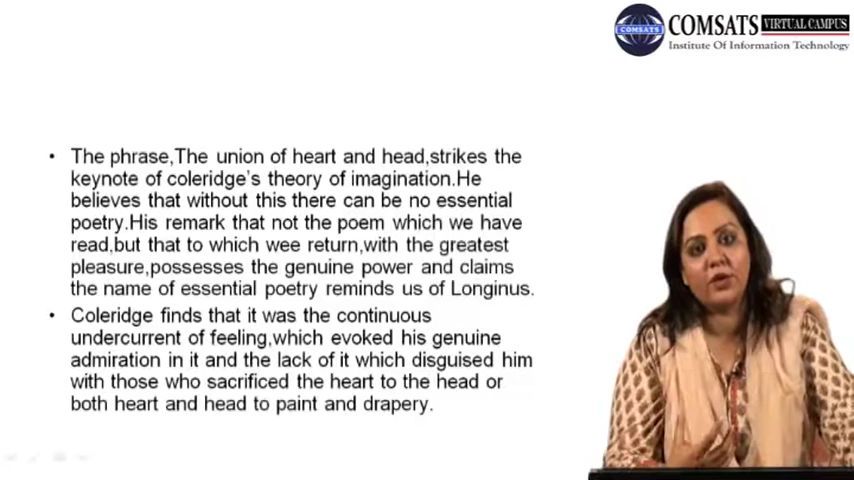 COMSATS VIRTUAL CAMPUS
COMSATS
Institute Of Information Technology
• The phrase,The union of heart and head,strikes the
keynote of coleridge's theory of imagination.He
believes that without this there can be no essential
poetry.His remark that not the poem which we have
read,but that to which wee return,with the greatest
pleasure,possesses the genuine power and claims
the name of essential poetry reminds us of Longinus.
• Coleridge finds that it was the continuous
undercurrent of feeling,which evoked his genuine
admiration in it and the lack of it which disguised him
with those who sacrificed the heart to the head or
both heart and head to paint and drapery.